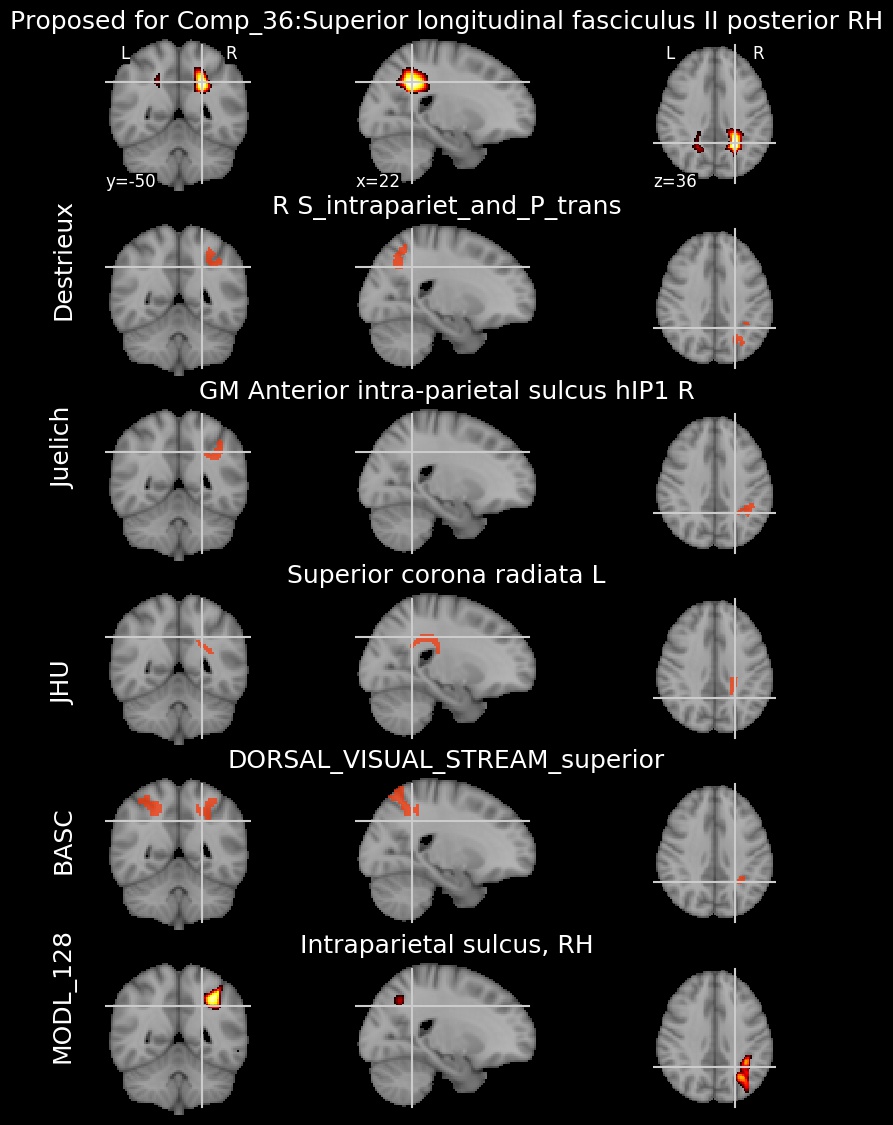 Proposed for Comp_36:Superior longitudinal fasciculus II posterior RH
L R L R
y=-50 x=22 z=36
R S_intrapariet_and_P_trans
Destrieux
GM Anterior intra-parietal sulcus hIP1 R
Juelich
Superior corona radiata L
JHU
DORSAL_VISUAL_STREAM_superior
BASC
Intraparietal sulcus, RH
MODL_128